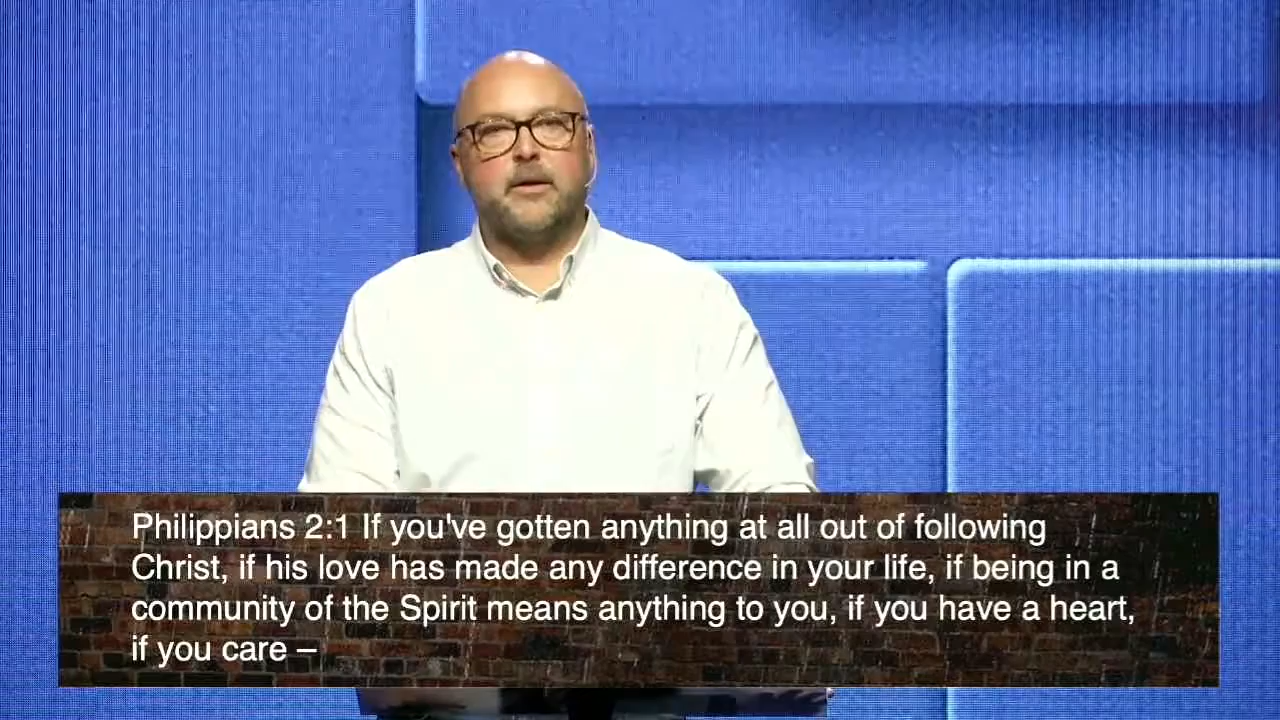 Philippians 2:1 If you've gotten anything at all out of following
Christ, if his love has made any difference in your life, if being in a
community of the Spirit means anything to you, if you have a heart,
if you care –